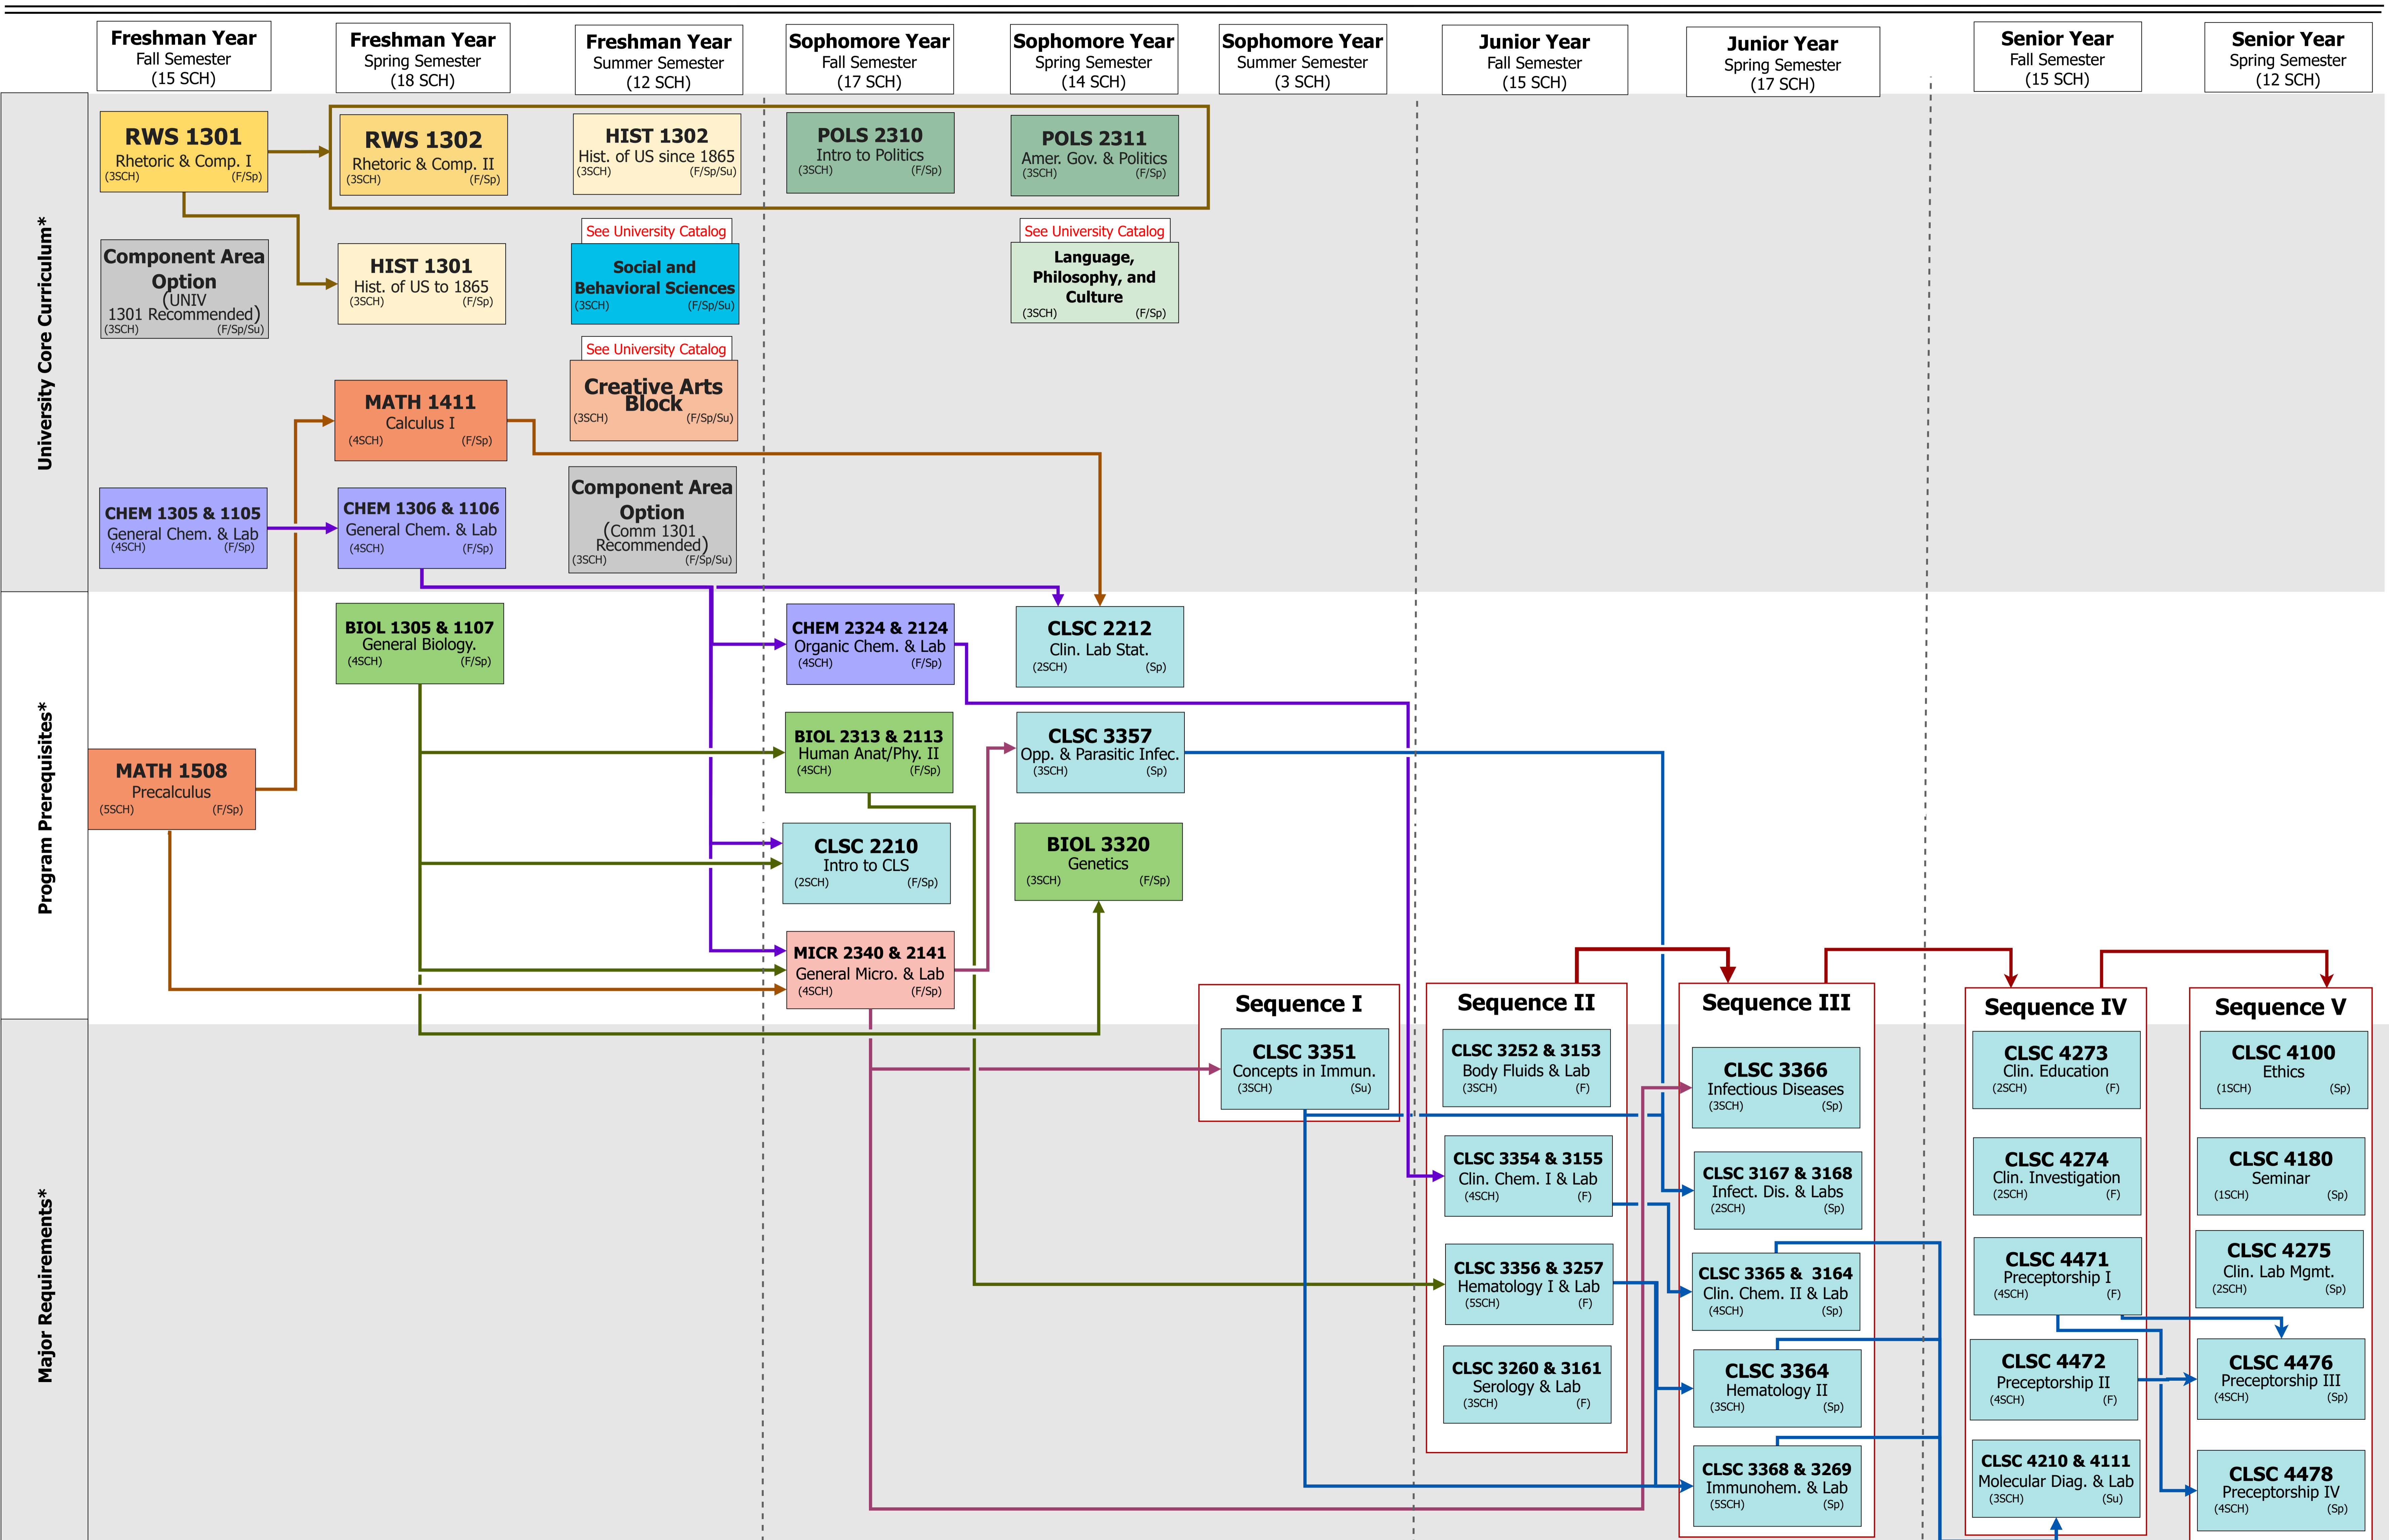 Freshman Year
Fall Semester
(15 SCH)
Freshman Year
Spring Semester
(18 SCH)
Freshman Year
Summer Semester
(12 SCH)
Sophomore Year
Fall Semester
(17 SCH)
Sophomore Year
Spring Semester
(14 SCH)
Sophomore Year
Summer Semester
(3 SCH)
Junior Year
Fall Semester
(15 SCH)
Junior Year
Spring Semester
(17 SCH)
Senior Year
Fall Semester
(15 SCH)
Senior Year
Spring Semester
(12 SCH)
University Core Curriculum*
RWS 1301
Rhetoric & Comp. I
(3SCH) (F/Sp)
RWS 1302
Rhetoric & Comp. II
(3SCH) (F/Sp)
HIST 1302
Hist. of US since 1865
(3SCH) (F/Sp/Su)
POLS 2310
Intro to Politics
(3SCH) (F/Sp)
POLS 2311
Amer. Gov. & Politics
(3SCH) (F/Sp)
Component Area
Option
(UNIV
1301 Recommended)
(3SCH) (F/Sp/Su)
HIST 1301
Hist. of US to 1865
(3SCH) (F/Sp)
See University Catalog
Social and
Behavioral Sciences
(3SCH) (F/Sp/Su)
See University Catalog
Language,
Philosophy, and
Culture
(3SCH) (F/Sp)
MATH 1411
Calculus I
(4SCH) (F/Sp)
See University Catalog
Creative Arts
Block
(3SCH) (F/Sp/Su)
CHEM 1305 & 1105
General Chem. & Lab
(4SCH) (F/Sp)
CHEM 1306 & 1106
General Chem. & Lab
(4SCH) (F/Sp)
Component Area
Option
(Comm 1301
Recommended)
(3SCH) (F/Sp/Su)
Program Prerequisites*
BIOL 1305 & 1107
General Biology.
(4SCH) (F/Sp)
CHEM 2324 & 2124
Organic Chem. & Lab
(4SCH) (F/Sp)
CLSC 2212
Clin. Lab Stat.
(2SCH) (Sp)
MATH 1508
Precalculus
(5SCH) (F/Sp)
BIOL 2313 & 2113
Human Anat/Phy. II
(4SCH) (F/Sp)
CLSC 3357
Opp. & Parasitic Infec.
(3SCH) (Sp)
CLSC 2210
Intro to CLS
(2SCH) (F/Sp)
BIOL 3320
Genetics
(3SCH) (F/Sp)
MICR 2340 & 2141
General Micro. & Lab
(4SCH) (F/Sp)
Major Requirements*
Sequence I
CLSC 3351
Concepts in Immun.
(3SCH) (Su)
Sequence II
CLSC 3252 & 3153
Body Fluids & Lab
(3SCH) (F)
CLSC 3354 & 3155
Clin. Chem. I & Lab
(4SCH) (F)
CLSC 3356 & 3257
Hematology I & Lab
(5SCH) (F)
CLSC 3260 & 3161
Serology & Lab
(3SCH) (F)
Sequence III
CLSC 3366
Infectious Diseases
(3SCH) (Sp)
CLSC 3167 & 3168
Infect. Dis. & Labs
(2SCH) (Sp)
CLSC 3365 & 3164
Clin. Chem. II & Lab
(4SCH) (Sp)
CLSC 3364
Hematology II
(3SCH) (Sp)
CLSC 3368 & 3269
Immunohem. & Lab
(5SCH) (Sp)
Sequence IV
CLSC 4273
Clin. Education
(2SCH) (F)
CLSC 4274
Clin. Investigation
(2SCH) (F)
CLSC 4471
Preceptorship I
(4SCH) (F)
CLSC 4472
Preceptorship II
(4SCH) (F)
CLSC 4210 & 4111
Molecular Diag. & Lab
(3SCH) (Su)
Sequence V
CLSC 4100
Ethics
(1SCH) (Sp)
CLSC 4180
Seminar
(1SCH) (Sp)
CLSC 4275
Clin. Lab Mgmt.
(2SCH) (Sp)
CLSC 4476
Preceptorship III
(4SCH) (Sp)
CLSC 4478
Preceptorship IV
(4SCH) (Sp)